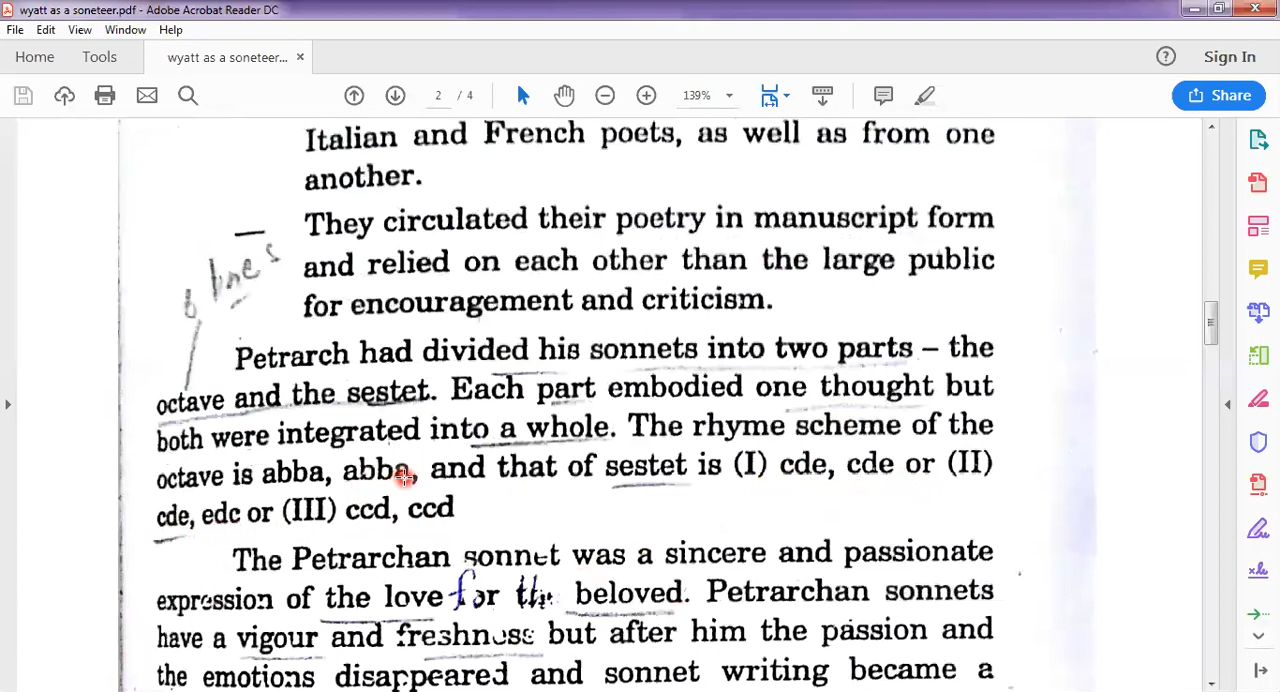 wyatt as a soneteer.pdf - Adobe Acrobat Reader DC
File Edit View Window Help
Home Tools wyatt as a soneteer... × ? Sign In
2 / 4 139% Share
Italian and French poets, as well as from one
another.
— They circulated their poetry in manuscript form
and relied on each other than the large public
for encouragement and criticism.
8 lines
Petrarch had divided his sonnets into two parts – the
octave and the sestet. Each part embodied one thought but
both were integrated into a whole. The rhyme scheme of the
octave is abba, abba, and that of sestet is (I) cde, cde or (II)
cde, edc or (III) ccd, ccd
The Petrarchan sonnet was a sincere and passionate
expression of the love for the beloved. Petrarchan sonnets
have a vigour and freshness but after him the passion and
the emotions disappeared and sonnet writing became a